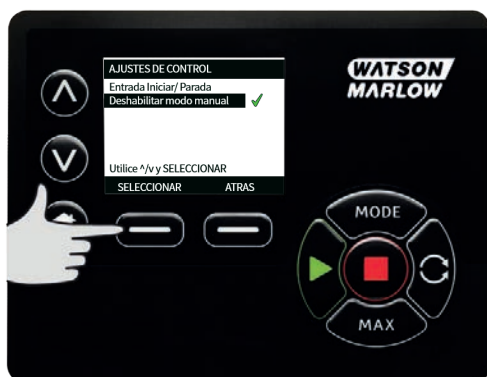 AJUSTES DE CONTROL
Entrada Iniciar/ Parada
Deshabilitar modo manual
Utilice ^/v y SELECCIONAR
SELECCIONAR ATRAS
WATSON
MARLOW
MODE
MAX